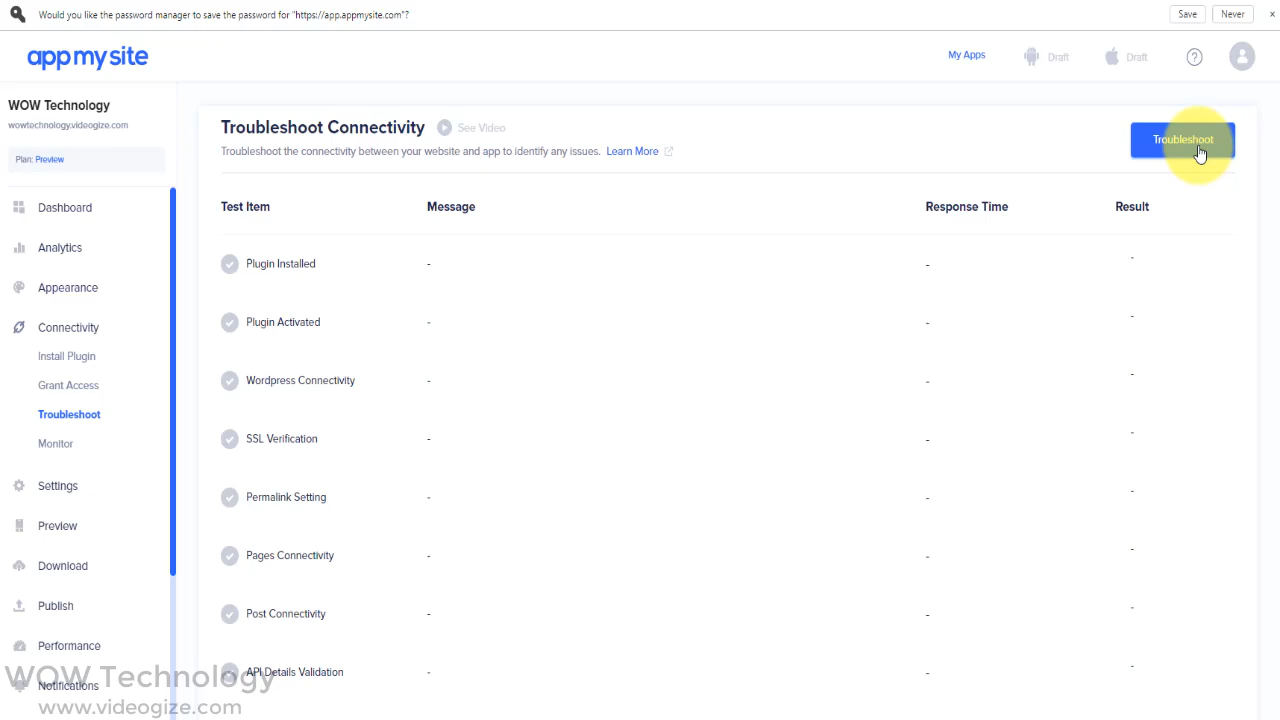 Would you like the password manager to save the password for "https://app.appmysite.com"?
Save
Never
×
appmysite
My Apps
Draft
Draft
?
WOW Technology
wowtechnology.videogize.com
Plan: Preview
Dashboard
Analytics
Appearance
Connectivity
Install Plugin
Grant Access
Troubleshoot
Monitor
Settings
Preview
Download
Publish
Performance
Notifications
Troubleshoot Connectivity
See Video
Troubleshoot the connectivity between your website and app to identify any issues. Learn More
Troubleshoot
Test Item Message Response Time Result
Plugin Installed - - -
Plugin Activated - - -
Wordpress Connectivity - - -
SSL Verification - - -
Permalink Setting - - -
Pages Connectivity - - -
Post Connectivity - - -
API Details Validation - - -
WOW Technology
www.videogize.com